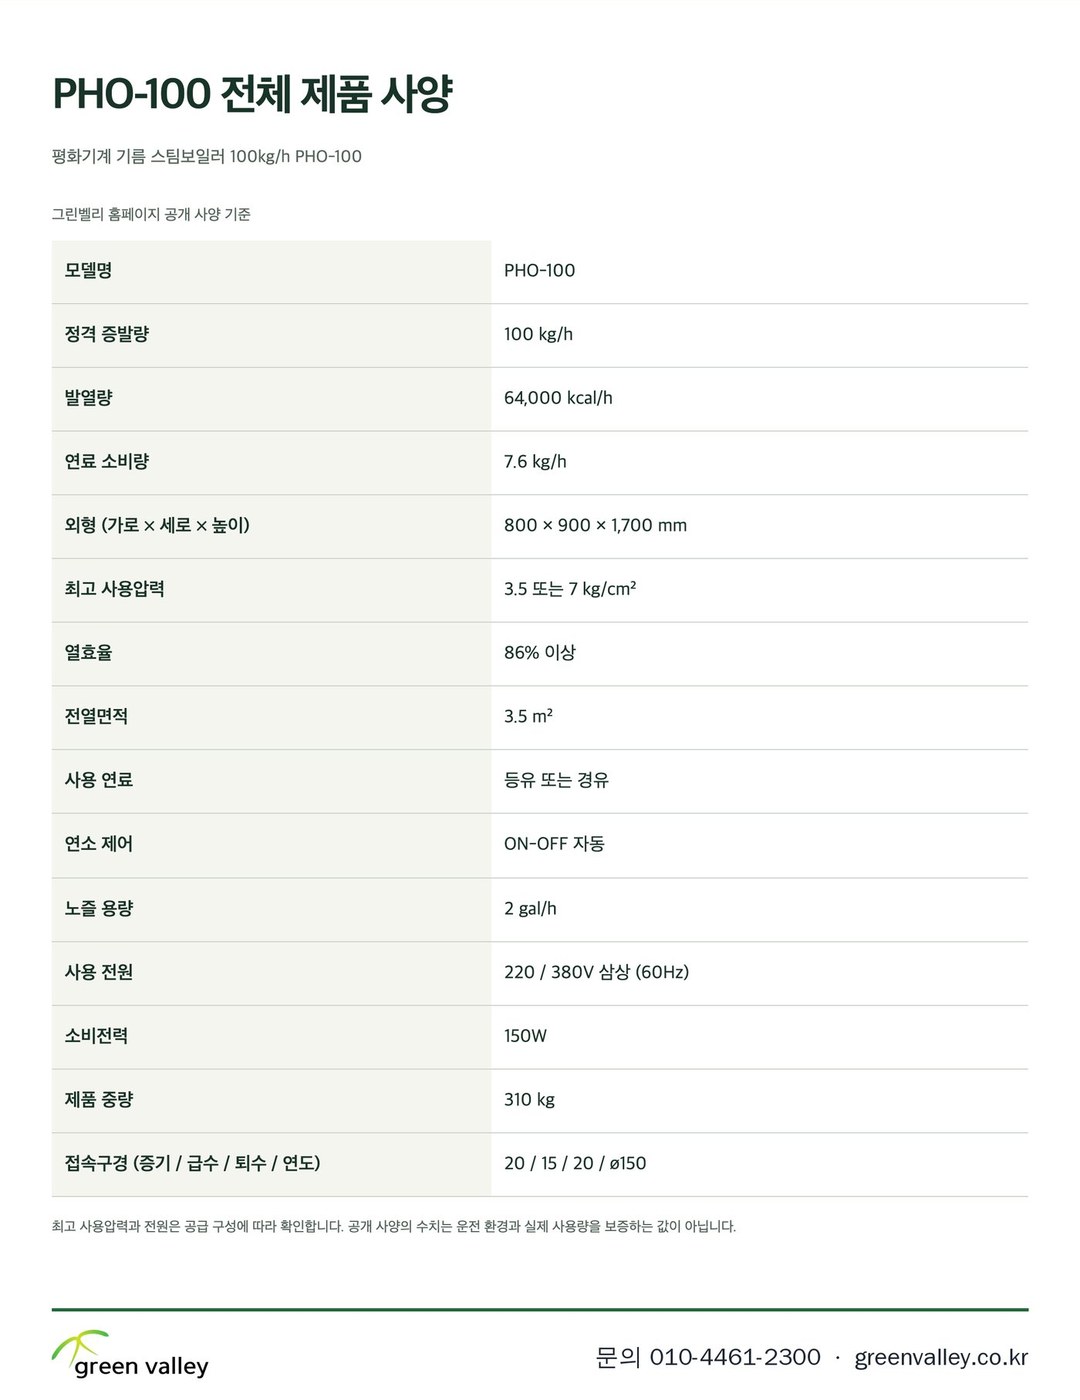 PHO-100 전체 제품 사양
평화기계 기름 스팀보일러 100kg/h PHO-100
그린벨리 홈페이지 공개 사양 기준
모델명 PHO-100
정격 증발량 100 kg/h
발열량 64,000 kcal/h
연료 소비량 7.6 kg/h
외형 (가로 × 세로 × 높이) 800 × 900 × 1,700 mm
최고 사용압력 3.5 또는 7 kg/cm²
열효율 86% 이상
전열면적 3.5 m²
사용 연료 등유 또는 경유
연소 제어 ON-OFF 자동
노즐 용량 2 gal/h
사용 전원 220 / 380V 삼상 (60Hz)
소비전력 150W
제품 중량 310 kg
접속구경 (증기 / 급수 / 퇴수 / 연도) 20 / 15 / 20 / ø150
최고 사용압력과 전원은 공급 구성에 따라 확인합니다. 공개 사양의 수치는 운전 환경과 실제 사용량을 보증하는 값이 아닙니다.
green valley
문의 010-4461-2300 · greenvalley.co.kr